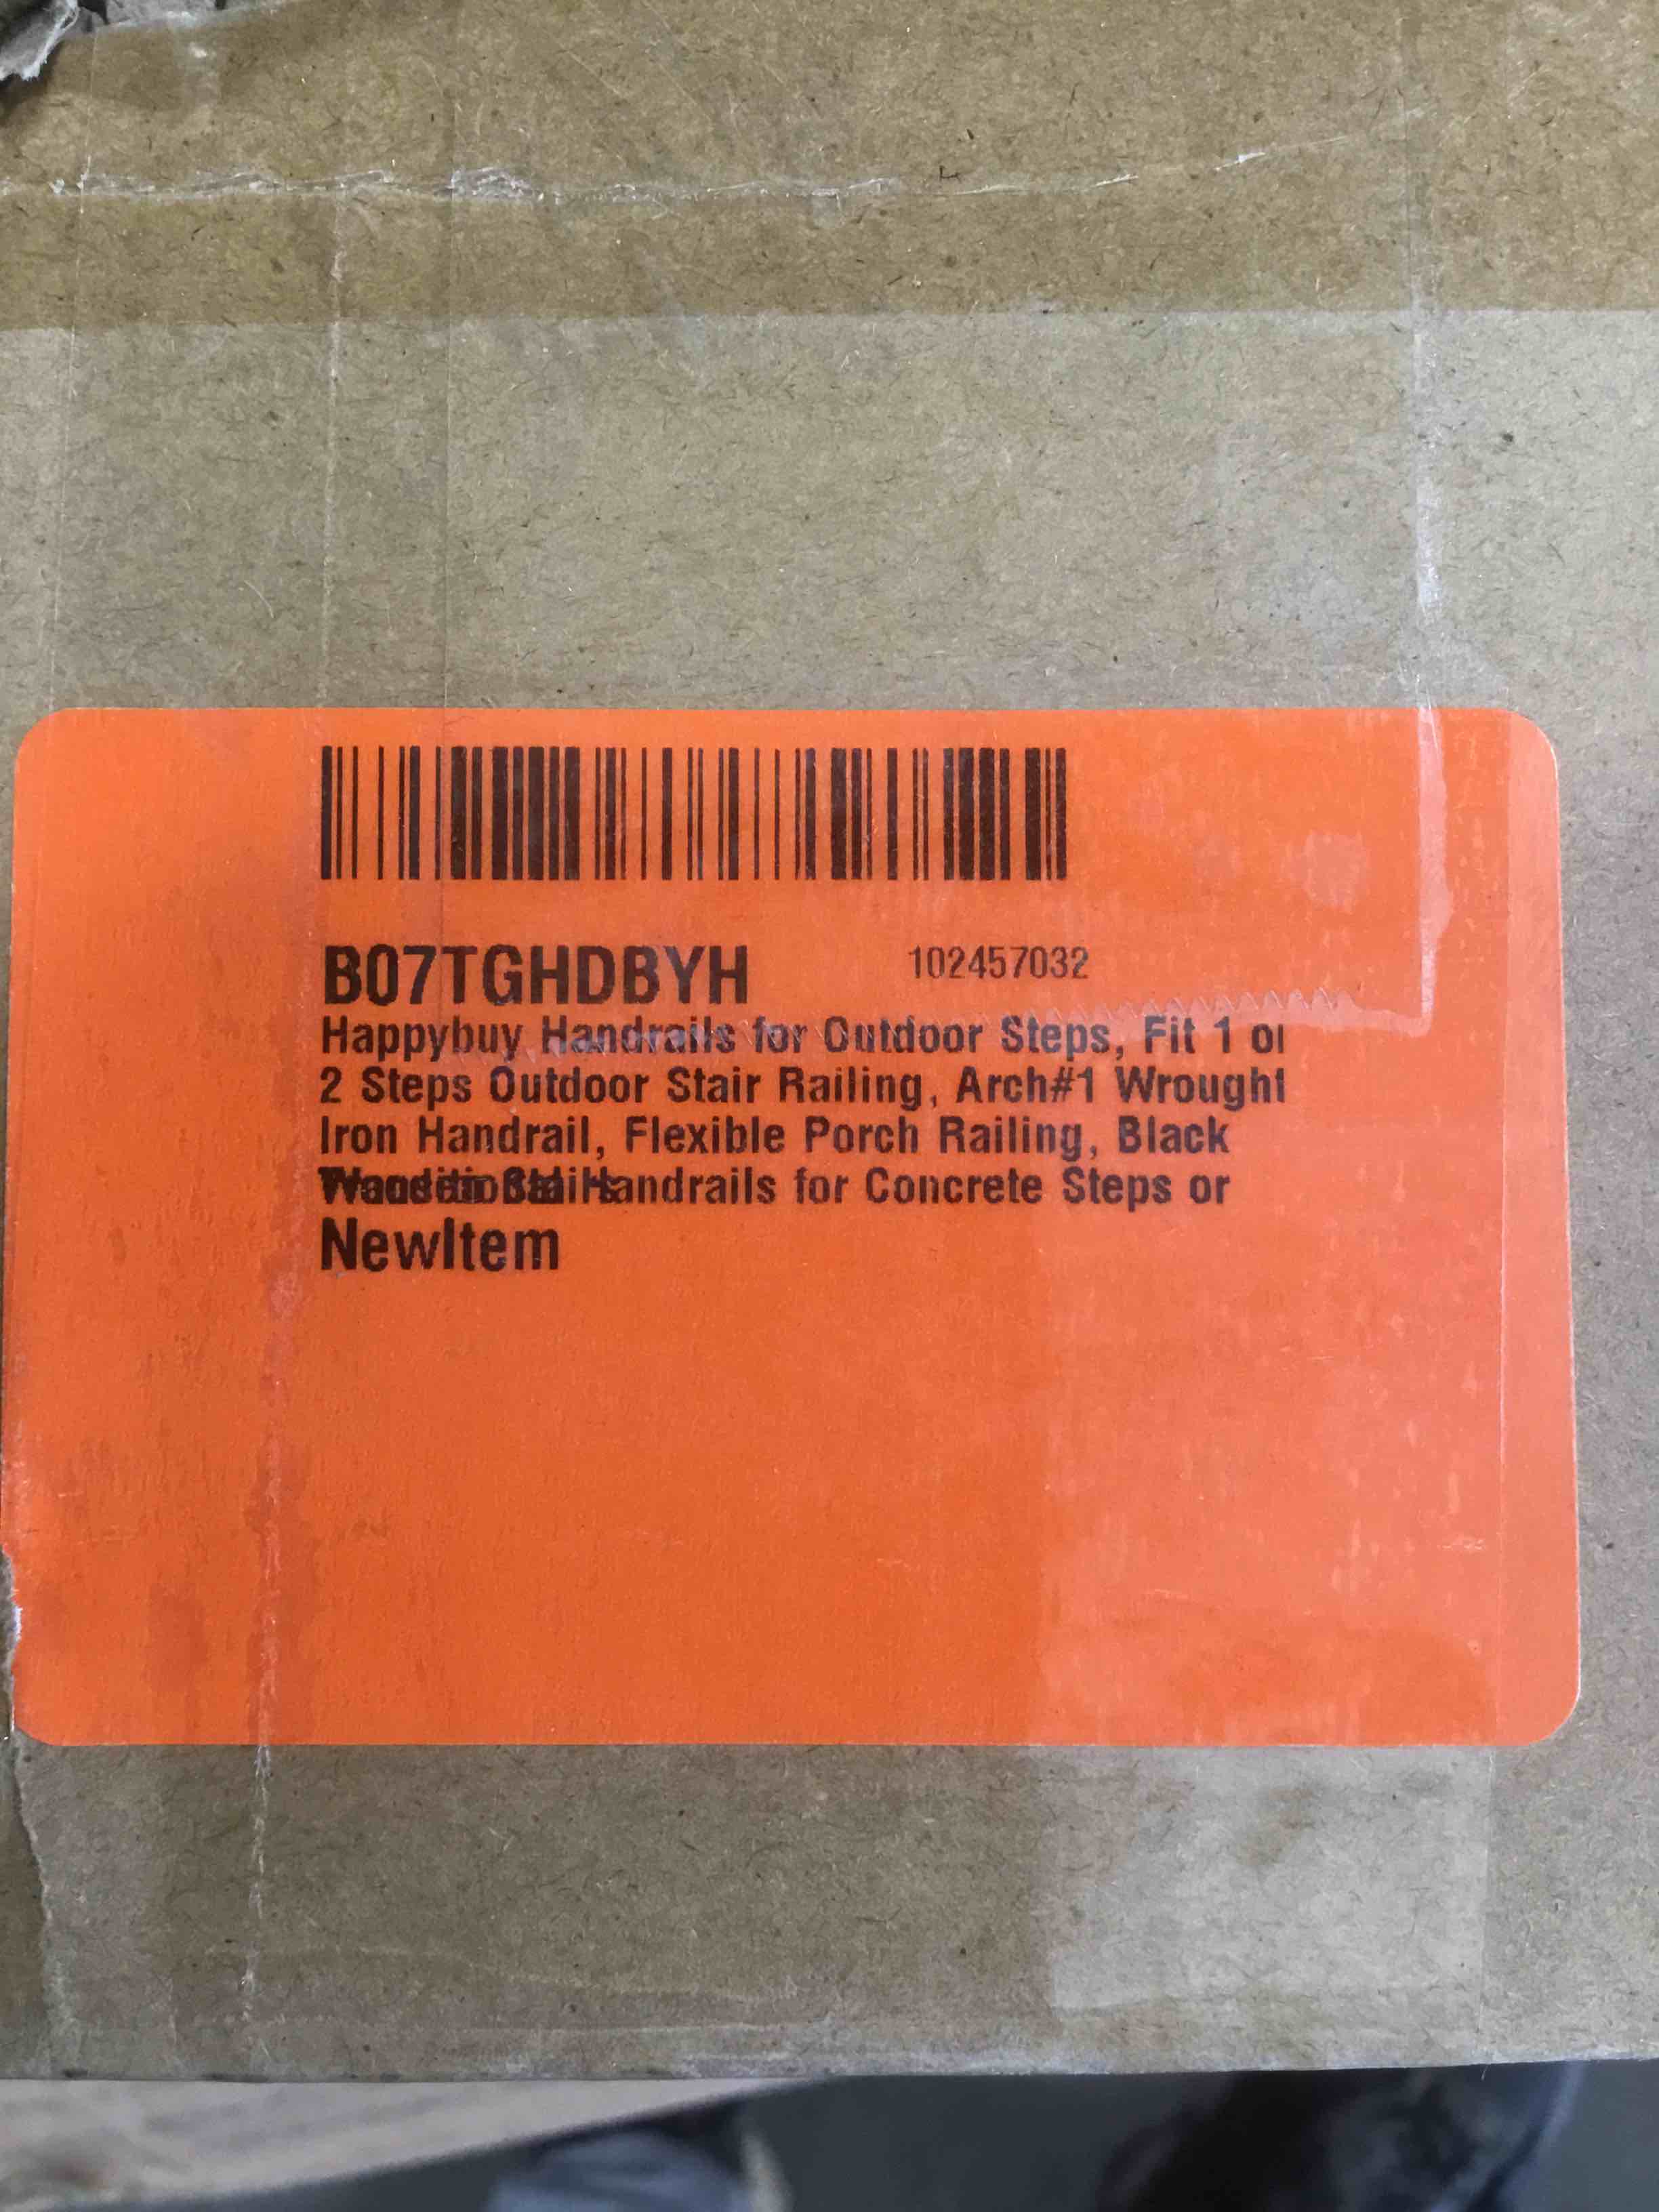 B07TGHDBYH 102457032
Happybuy Handrails for Outdoor Steps, Fit 1 or
2 Steps Outdoor Stair Railing, Arch#1 Wrought
Iron Handrail, Flexible Porch Railing, Black
Handrails for Concrete Steps or
NewItem